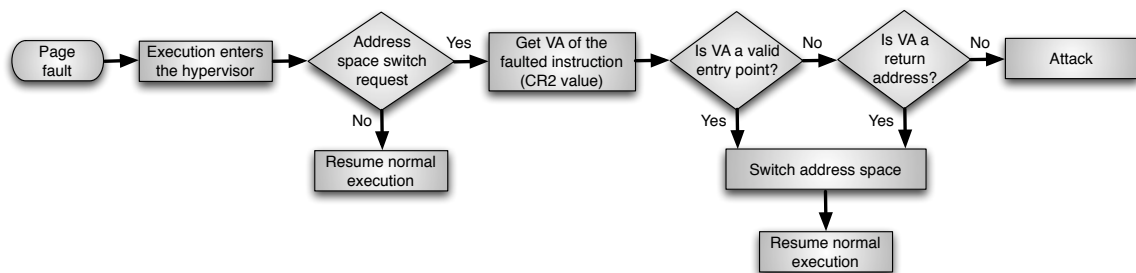 Page
fault
Execution enters
the hypervisor
Address
space switch
request
Yes
No
Resume normal
execution
Get VA of the
faulted instruction
(CR2 value)
Is VA a valid
entry point?
No
Yes
Is VA a
return
address?
No
Yes
Attack
Switch address space
Resume normal
execution